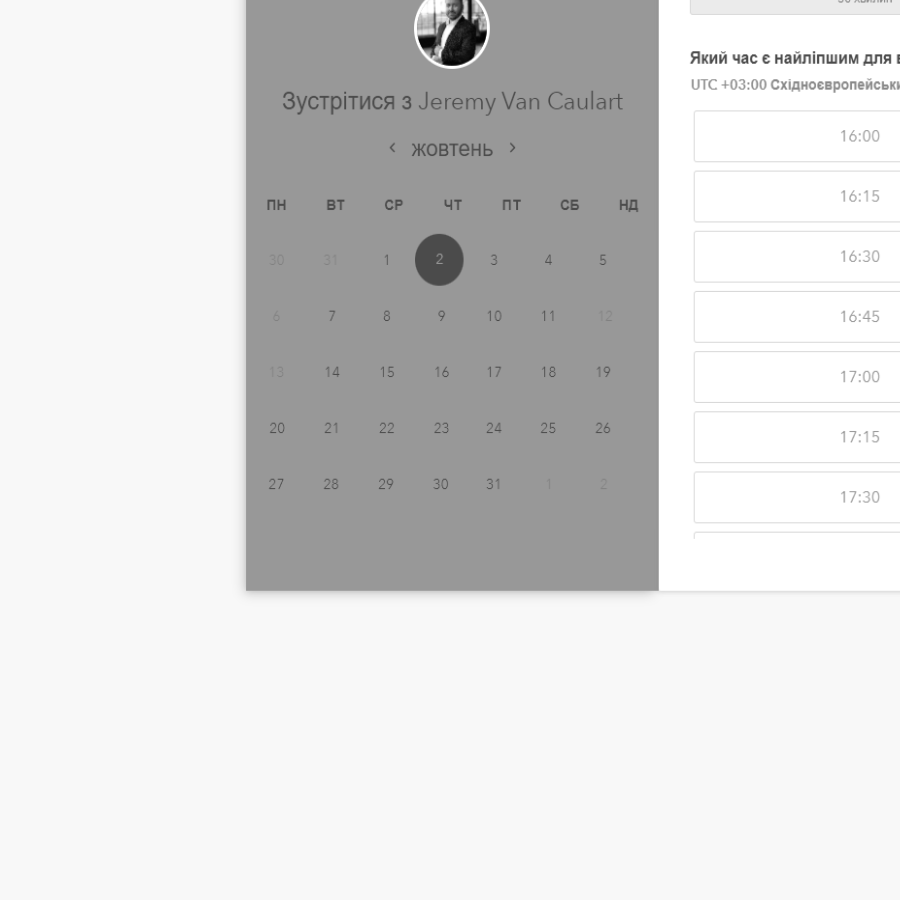 Зустрітися з Jeremy Van Caulart
жовтень
ПН ВТ СР ЧТ ПТ СБ НД
30 31 1 2 3 4 5
6 7 8 9 10 11 12
13 14 15 16 17 18 19
20 21 22 23 24 25 26
27 28 29 30 31 1 2
Який час є найліпшим для
UTC +03:00 Східноєвропейськ
16:00
16:15
16:30
16:45
17:00
17:15
17:30